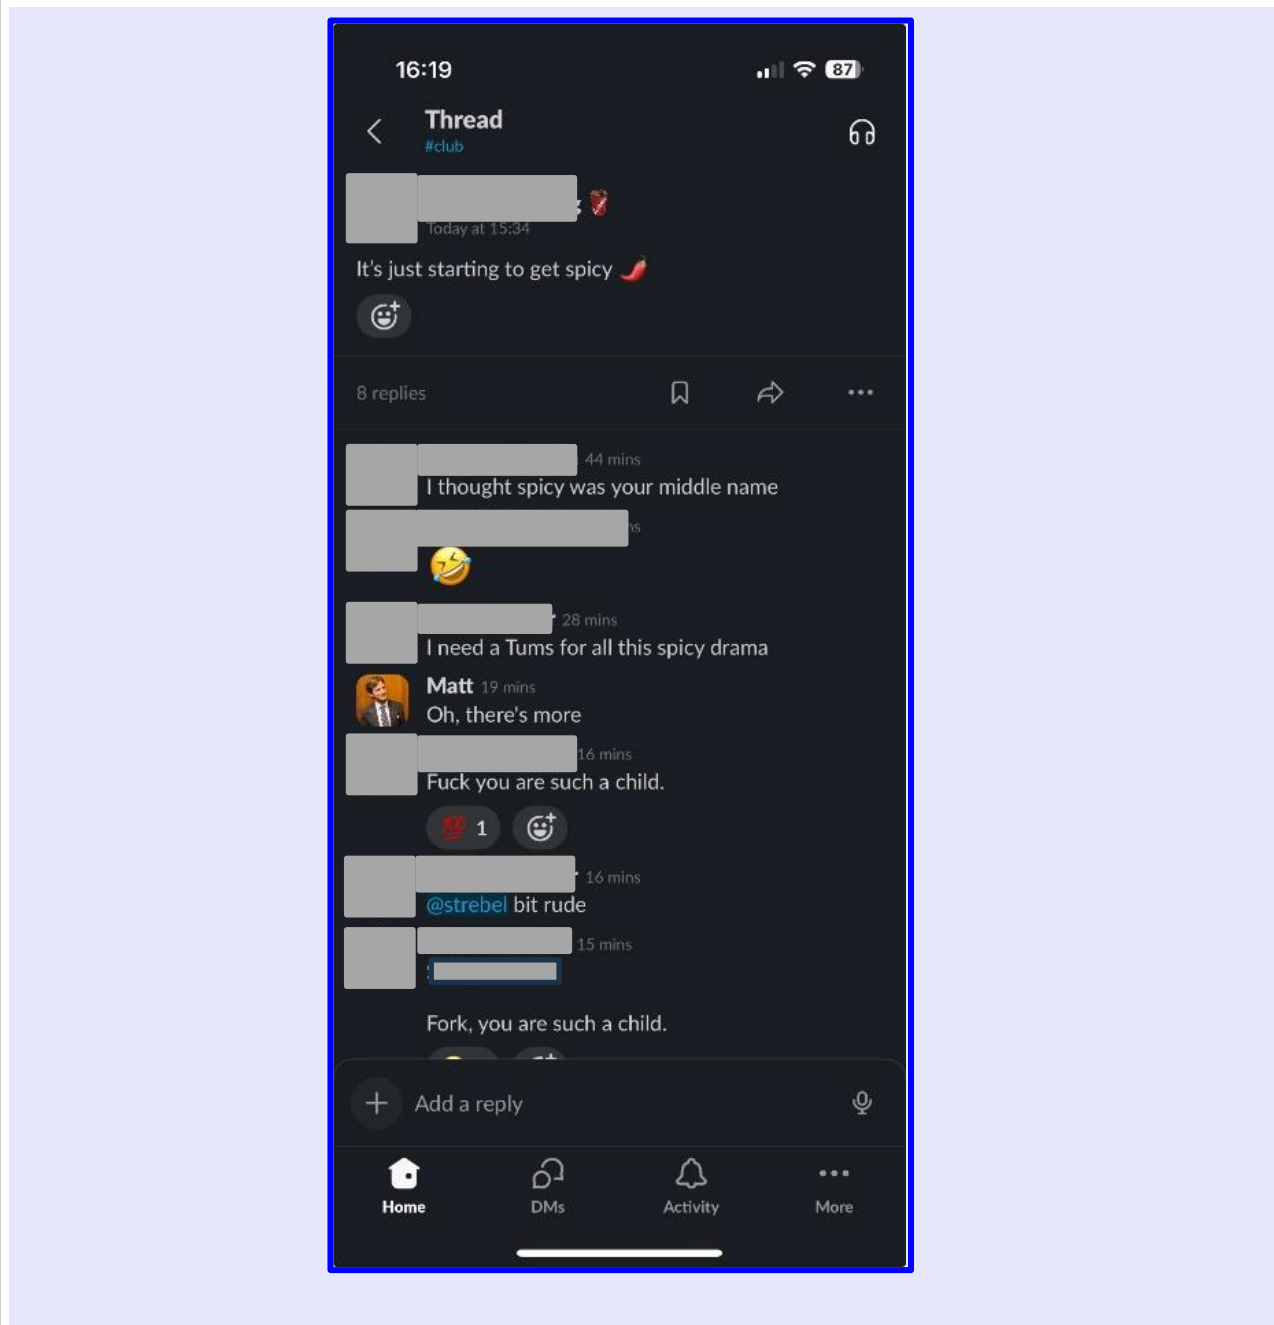 16:19
87
Thread
#club
Today at 15:34
It's just starting to get spicy
8 replies
44 mins
I thought spicy was your middle name
28 mins
I need a Tums for all this spicy drama
Matt 19 mins
Oh, there's more
16 mins
Fuck you are such a child.
💯 1
16 mins
@strebel bit rude
15 mins
Fork, you are such a child.
Add a reply
Home DMs Activity More